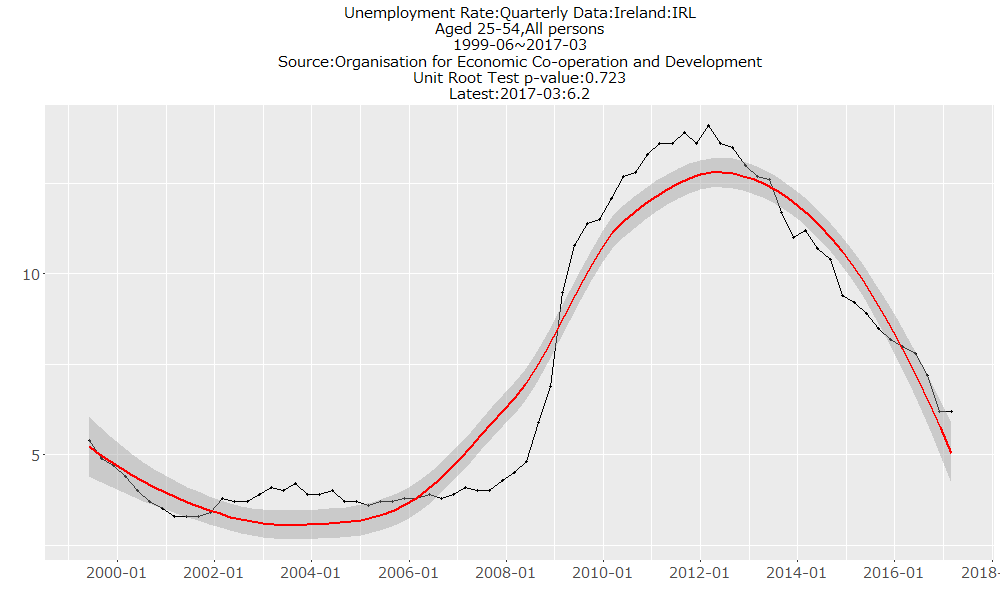 Unemployment Rate:Quarterly Data:Ireland:IRL
Aged 25-54,All persons
1999-06~2017-03
Source:Organisation for Economic Co-operation and Development
Unit Root Test p-value:0.723
Latest:2017-03:6.2
10
5
2000-01 2002-01 2004-01 2006-01 2008-01 2010-01 2012-01 2014-01 2016-01 2018-